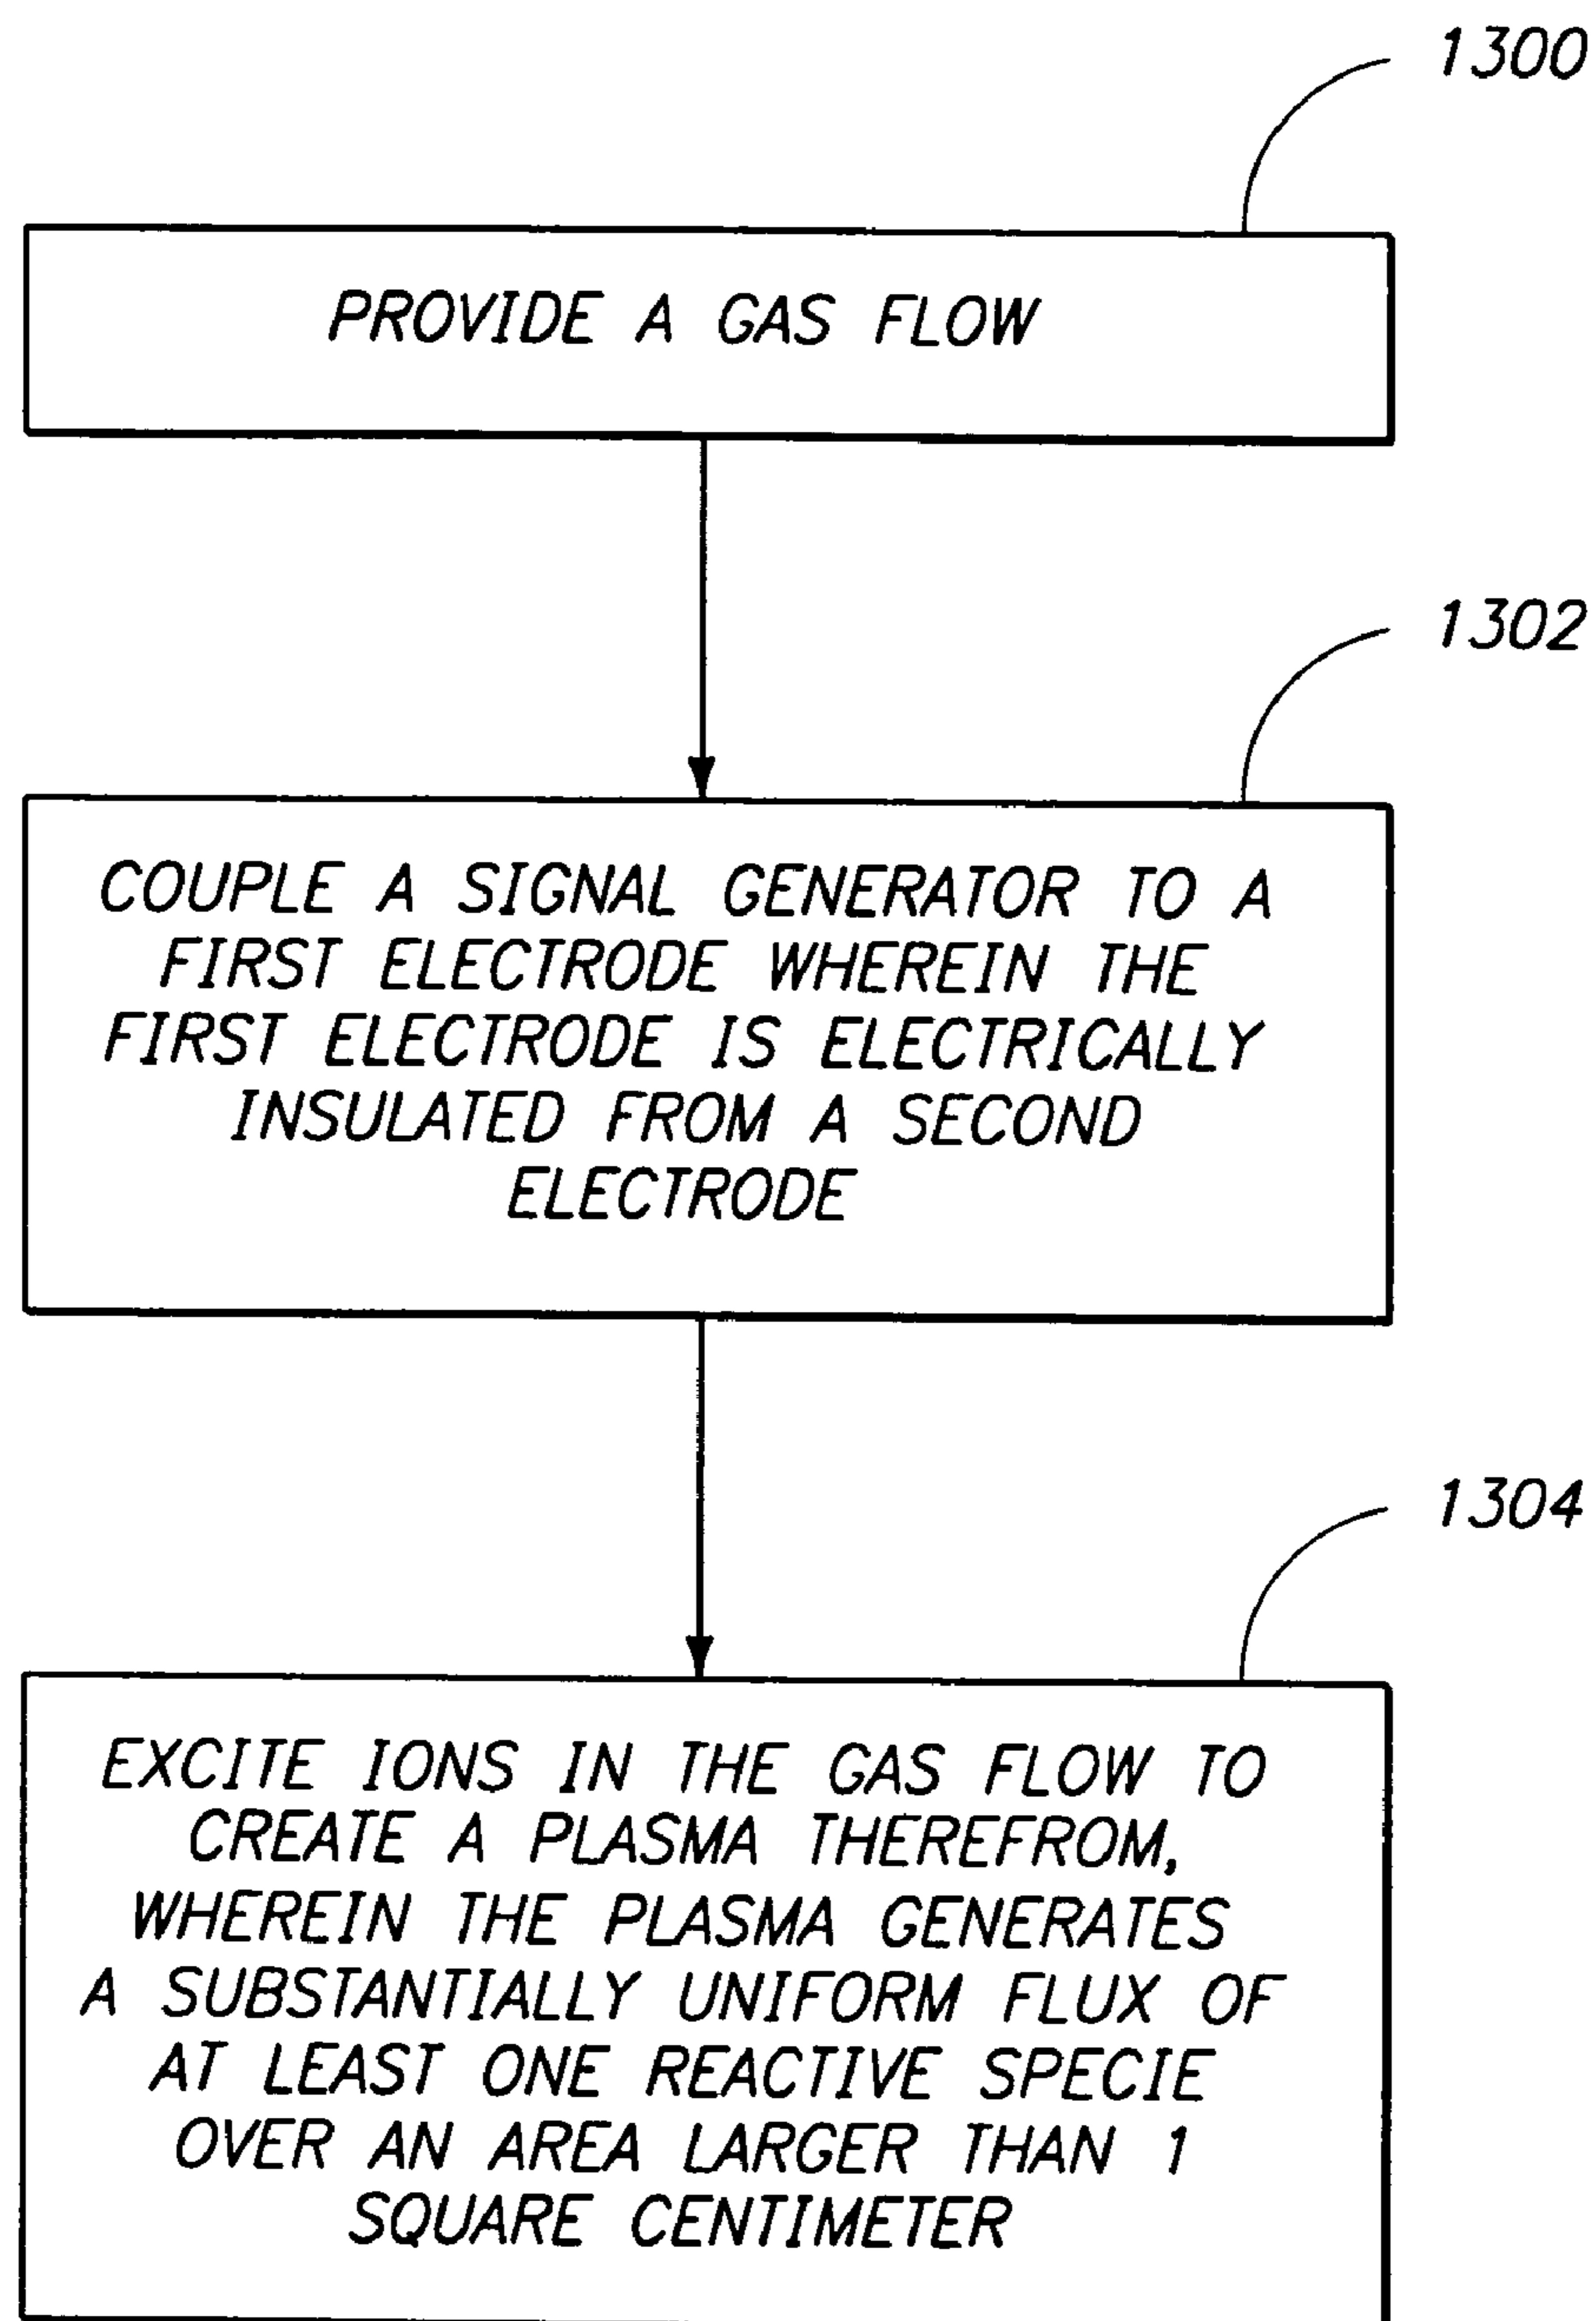 1300
PROVIDE A GAS FLOW
1302
COUPLE A SIGNAL GENERATOR TO A
FIRST ELECTRODE WHEREIN THE
FIRST ELECTRODE IS ELECTRICALLY
INSULATED FROM A SECOND
ELECTRODE
1304
EXCITE IONS IN THE GAS FLOW TO
CREATE A PLASMA THEREFROM,
WHEREIN THE PLASMA GENERATES
A SUBSTANTIALLY UNIFORM FLUX OF
AT LEAST ONE REACTIVE SPECIE
OVER AN AREA LARGER THAN 1
SQUARE CENTIMETER